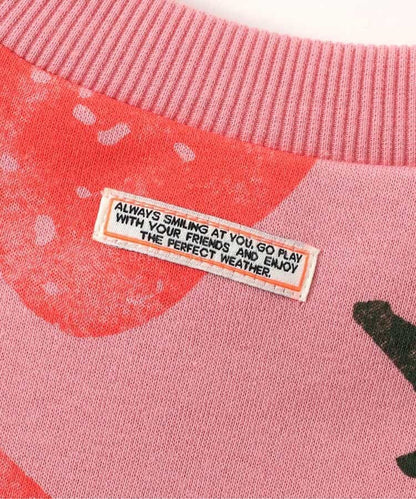 ALWAYS SMILING AT YOU, GO PLAY
WITH YOUR FRIENDS AND ENJOY
THE PERFECT WEATHER.